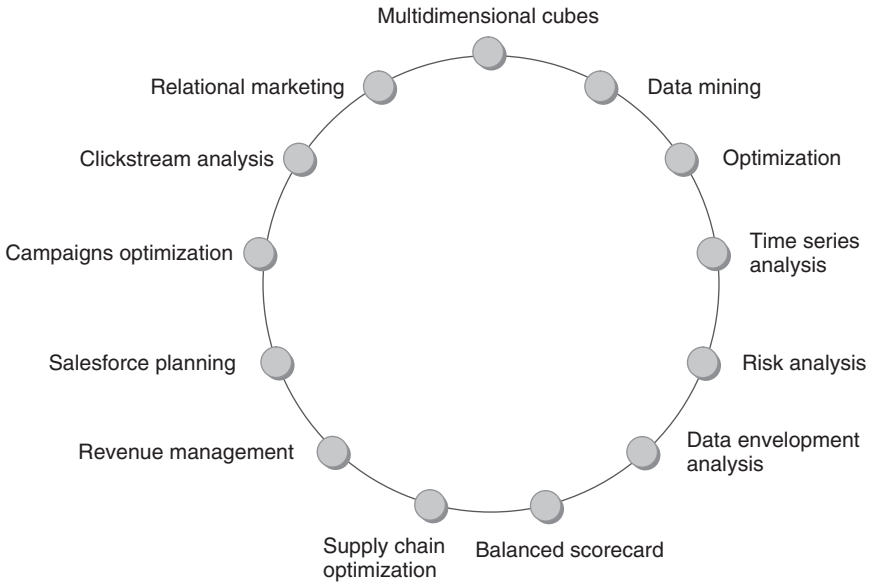 Multidimensional cubes
Relational marketing
Data mining
Clickstream analysis
Optimization
Campaigns optimization
Time series
analysis
Salesforce planning
Risk analysis
Revenue management
Data envelopment
analysis
Supply chain
optimization
Balanced scorecard